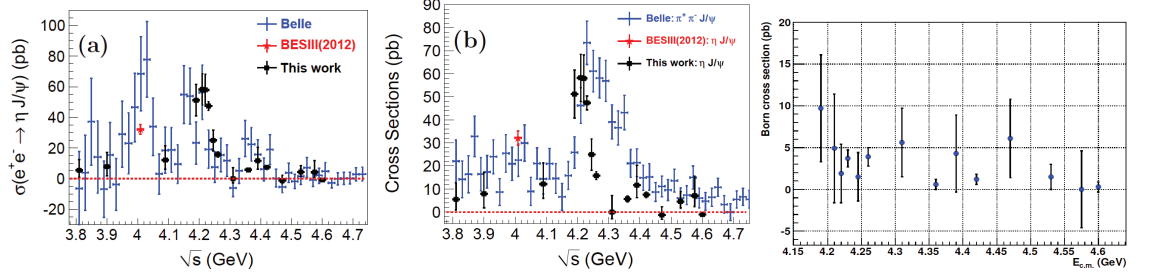 σ(e⁺e⁻ → η J/ψ) (pb)
100
80
60
40
20
0
-20
(a)
Belle
BESIII(2012)
This work
3.8 3.9 4 4.1 4.2 4.3 4.4 4.5 4.6 4.7
√s (GeV)
Cross Sections (pb)
90
80
70
60
50
40
30
20
10
0
(b)
Belle: π⁺ π⁻ J/ψ
BESIII(2012): η J/ψ
This work: η J/ψ
3.8 3.9 4 4.1 4.2 4.3 4.4 4.5 4.6 4.7
√s (GeV)
Born cross section (pb)
20
15
10
5
0
-5
4.15 4.2 4.25 4.3 4.35 4.4 4.45 4.5 4.55 4.6
E_c.m. (GeV)